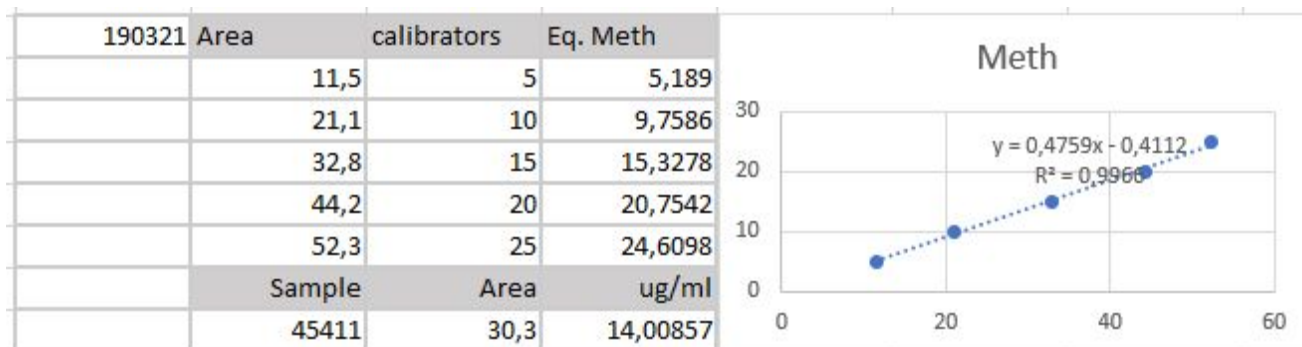 190321 Area calibrators Eq. Meth
11,5 5 5,189
21,1 10 9,7586
32,8 15 15,3278
44,2 20 20,7542
52,3 25 24,6098
Sample Area ug/ml
45411 30,3 14,00857
Meth
30
20
10
0
y = 0,4759x - 0,4112
R² = 0,9966
0 20 40 60